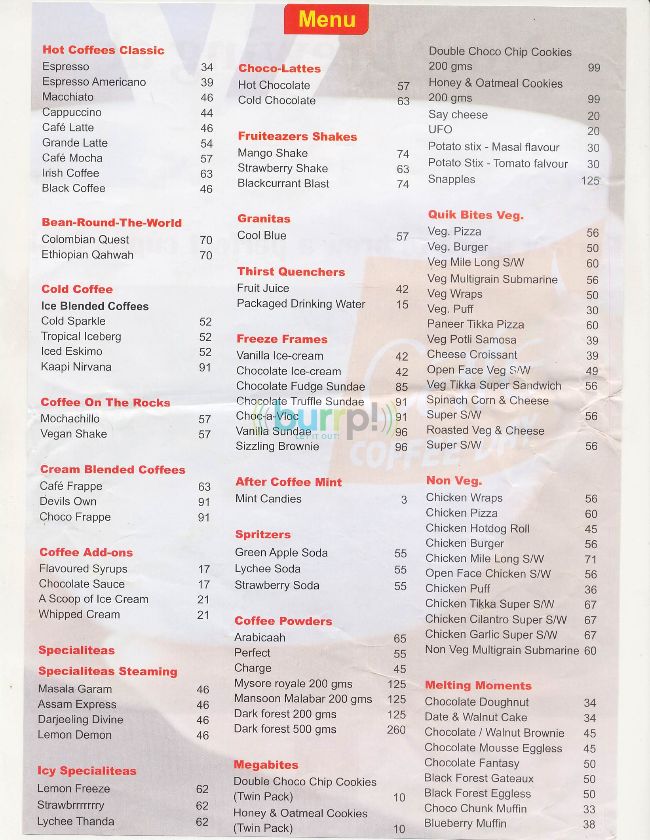 Menu
Hot Coffees Classic
Espresso 34
Espresso Americano 39
Macchiato 46
Cappuccino 44
Café Latte 46
Grande Latte 54
Café Mocha 57
Irish Coffee 63
Black Coffee 46
Bean-Round-The-World
Colombian Quest 70
Ethiopian Qahwah 70
Cold Coffee
Ice Blended Coffees
Cold Sparkle 52
Tropical Iceberg 52
Iced Eskimo 52
Kaapi Nirvana 91
Coffee On The Rocks
Mochachillo 57
Vegan Shake 57
Cream Blended Coffees
Café Frappe 63
Devils Own 91
Choco Frappe 91
Coffee Add-ons
Flavoured Syrups 17
Chocolate Sauce 17
A Scoop of Ice Cream 21
Whipped Cream 21
Specialiteas
Specialiteas Steaming
Masala Garam 46
Assam Express 46
Darjeeling Divine 46
Lemon Demon 46
Icy Specialiteas
Lemon Freeze 62
Strawbrrrrrrry 62
Lychee Thanda 62
Choco-Lattes
Hot Chocolate 57
Cold Chocolate 63
Fruiteazers Shakes
Mango Shake 74
Strawberry Shake 63
Blackcurrant Blast 74
Granitas
Cool Blue 57
Thirst Quenchers
Fruit Juice 42
Packaged Drinking Water 15
Freeze Frames
Vanilla Ice-cream 42
Chocolate Ice-cream 42
Chocolate Fudge Sundae 85
Chocolate Truffle Sundae 91
Choc-a-Vloc 91
Vanilla Sundae 96
Sizzling Brownie 96
burrp!
LET IT OUT!
After Coffee Mint
Mint Candies 3
Spritzers
Green Apple Soda 55
Lychee Soda 55
Strawberry Soda 55
Coffee Powders
Arabicaah 65
Perfect 55
Charge 45
Mysore royale 200 gms 125
Mansoon Malabar 200 gms 125
Dark forest 200 gms 125
Dark forest 500 gms 260
Megabites
Double Choco Chip Cookies
(Twin Pack) 10
Honey & Oatmeal Cookies
(Twin Pack) 10
Double Choco Chip Cookies
200 gms 99
Honey & Oatmeal Cookies
200 gms 99
Say cheese 20
UFO 20
Potato stix - Masal flavour 30
Potato Stix - Tomato falvour 30
Snapples 125
Quik Bites Veg.
Veg. Pizza 56
Veg. Burger 50
Veg Mile Long S/W 60
Veg Multigrain Submarine 56
Veg Wraps 50
Veg. Puff 30
Paneer Tikka Pizza 60
Veg Potli Samosa 39
Cheese Croissant 39
Open Face Veg S/W 49
Veg Tikka Super Sandwich 56
Spinach Corn & Cheese
Super S/W 56
Roasted Veg & Cheese
Super S/W 56
COFFEE
Non Veg.
Chicken Wraps 56
Chicken Pizza 60
Chicken Hotdog Roll 45
Chicken Burger 56
Chicken Mile Long S/W 71
Open Face Chicken S/W 56
Chicken Puff 36
Chicken Tikka Super S/W 67
Chicken Cilantro Super S/W 67
Chicken Garlic Super S/W 67
Non Veg Multigrain Submarine 60
Melting Moments
Chocolate Doughnut 34
Date & Walnut Cake 34
Chocolate / Walnut Brownie 45
Chocolate Mousse Eggless 45
Chocolate Fantasy 50
Black Forest Gateaux 50
Black Forest Eggless 50
Choco Chunk Muffin 33
Blueberry Muffin 38